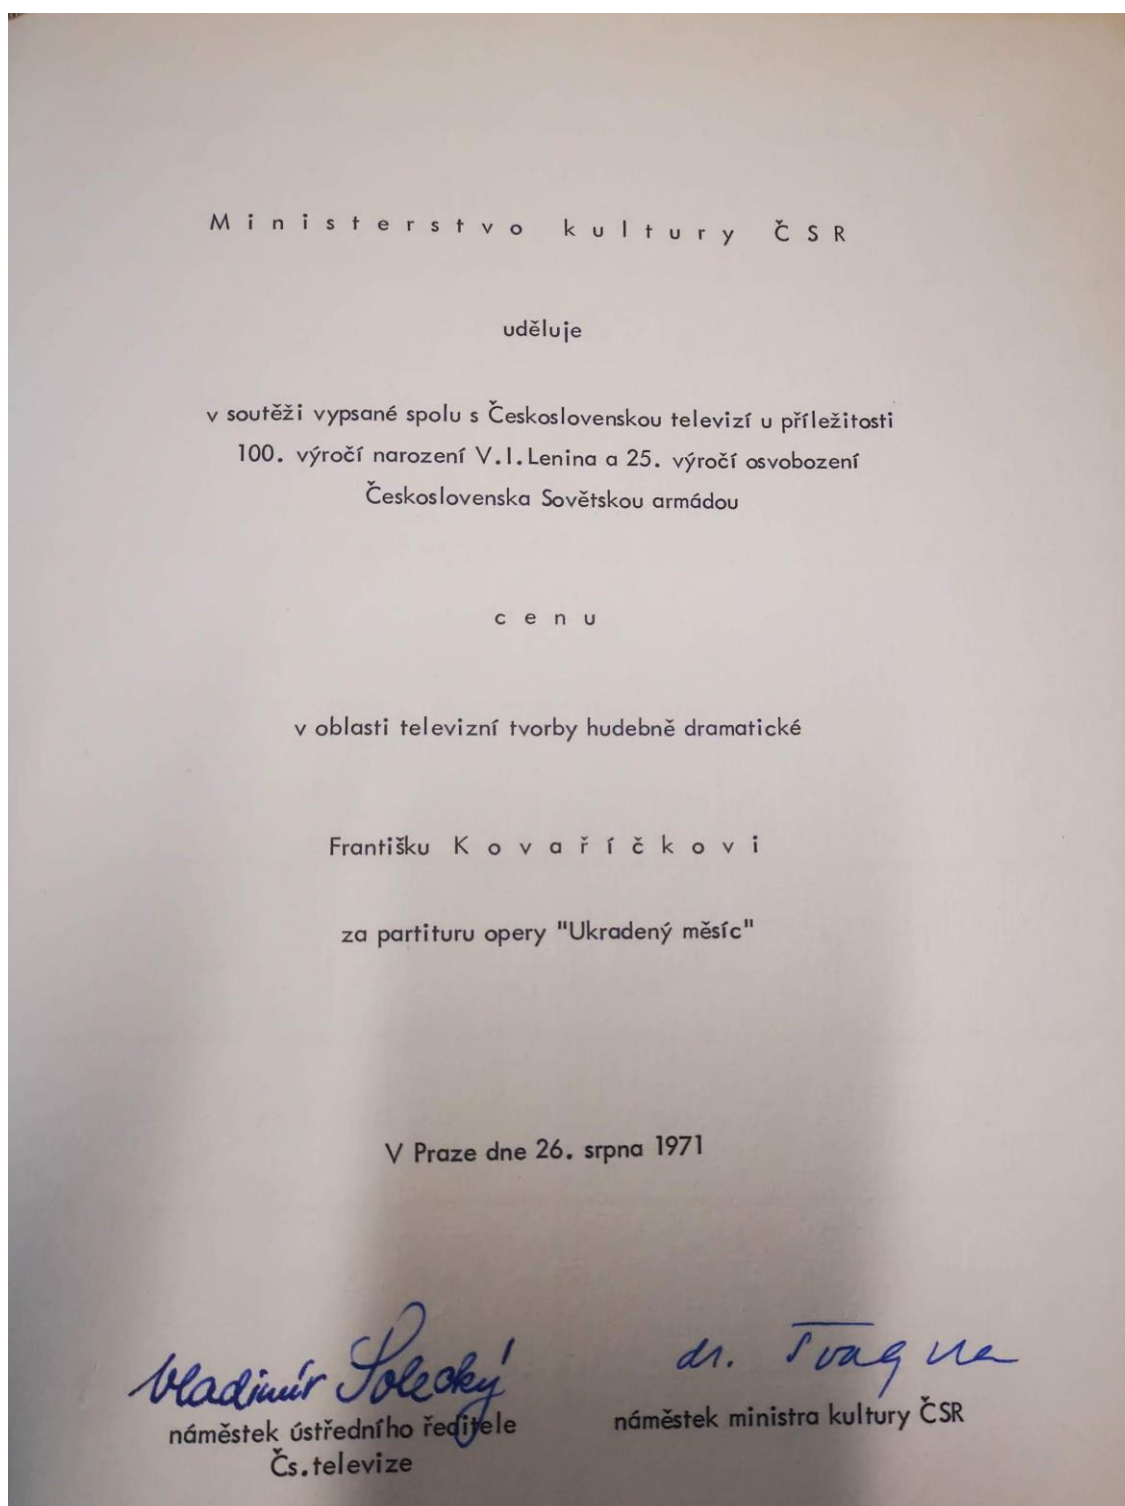 Ministerstvo kultury ČSR
uděluje
v soutěži vypsané spolu s Československou televizí u příležitosti
100. výročí narození V.I.Lenina a 25. výročí osvobození
Československa Sovětskou armádou
cenu
v oblasti televizní tvorby hudebně dramatické
Františku Kovaříčkovi
za partituru opery "Ukradený měsíc"
V Praze dne 26. srpna 1971
Vladimír Solecký
dr.
náměstek ústředního ředitele
Čs.televize
náměstek ministra kultury ČSR